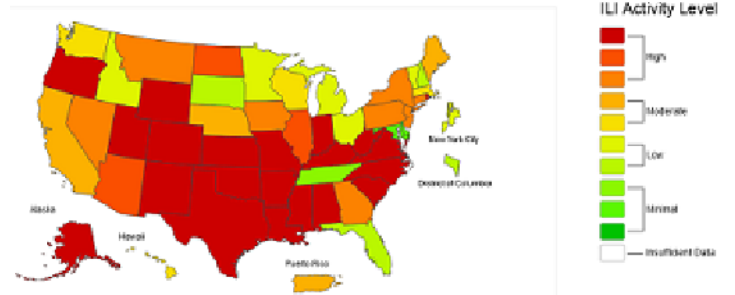 ILI Activity Level
High
Moderate
Low
Minimal
Insufficient Data
New York City
District of Columbia
Alaska
Hawaii
Puerto Rico